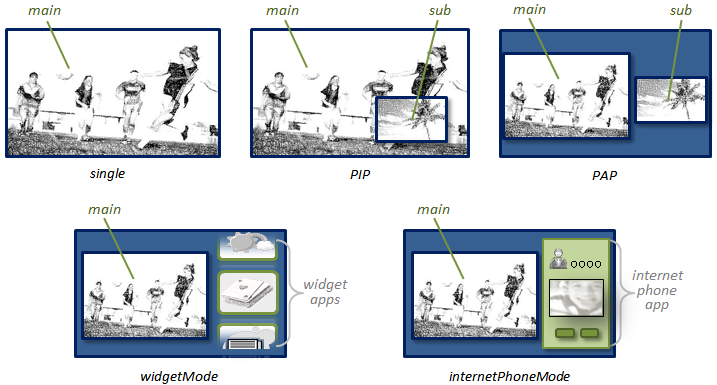 main
main
sub
main
sub
single
PIP
PAP
main
main
widget
apps
oooo
internet
phone
app
widgetMode
internetPhoneMode